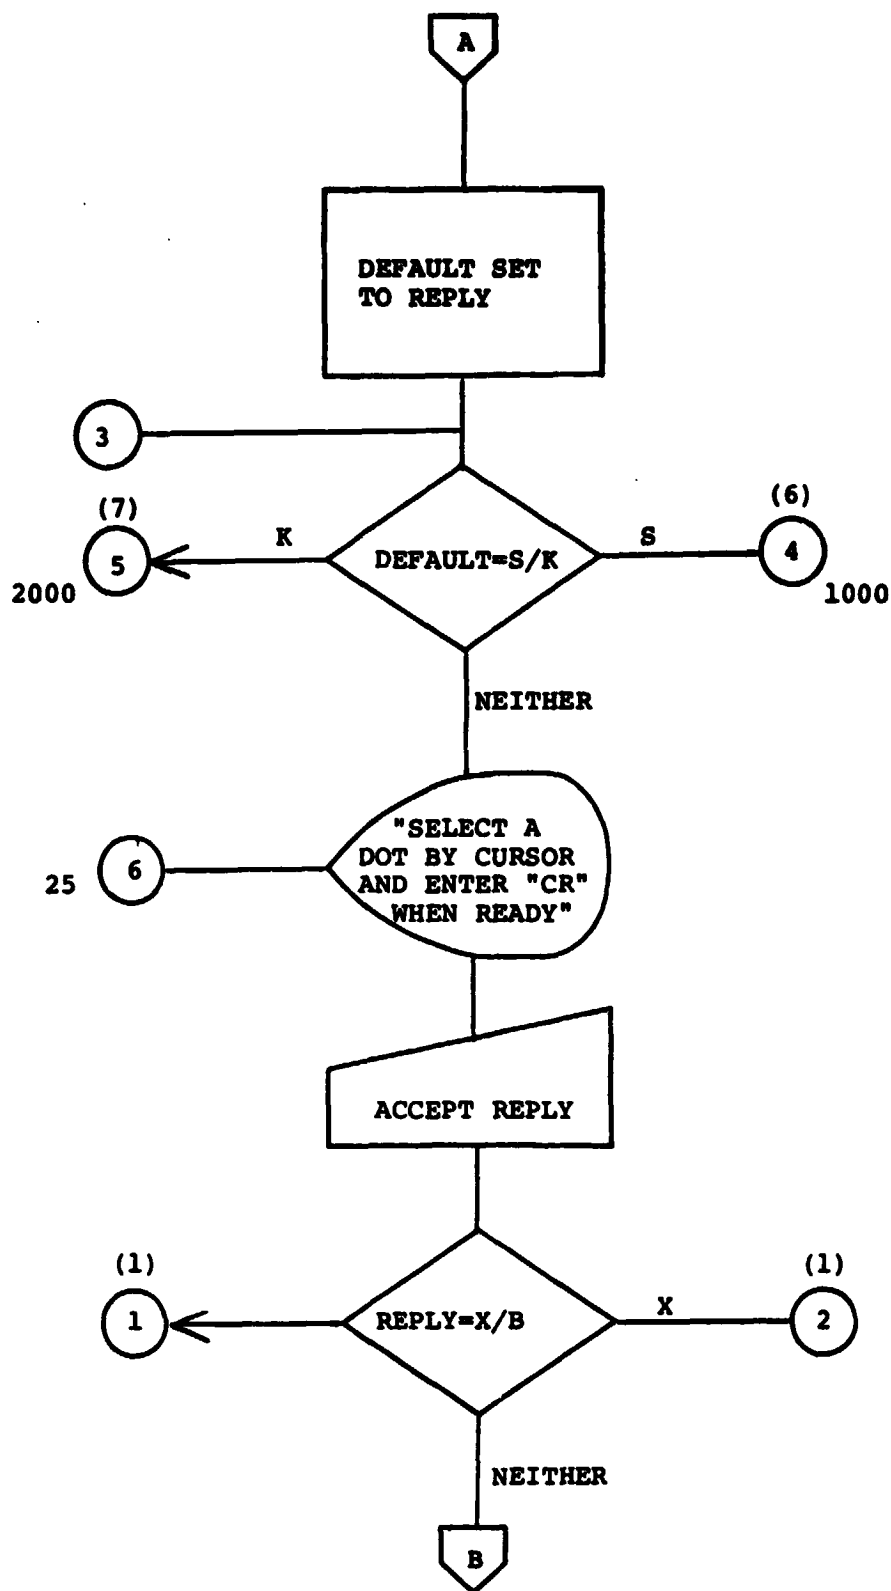 A
DEFAULT SET
TO REPLY
3
(7)
5
2000
K
DEFAULT=S/K
S
(6)
4
1000
NEITHER
25
6
"SELECT A
DOT BY CURSOR
AND ENTER "CR"
WHEN READY"
ACCEPT REPLY
(1)
1
REPLY=X/B
X
(1)
2
NEITHER
B